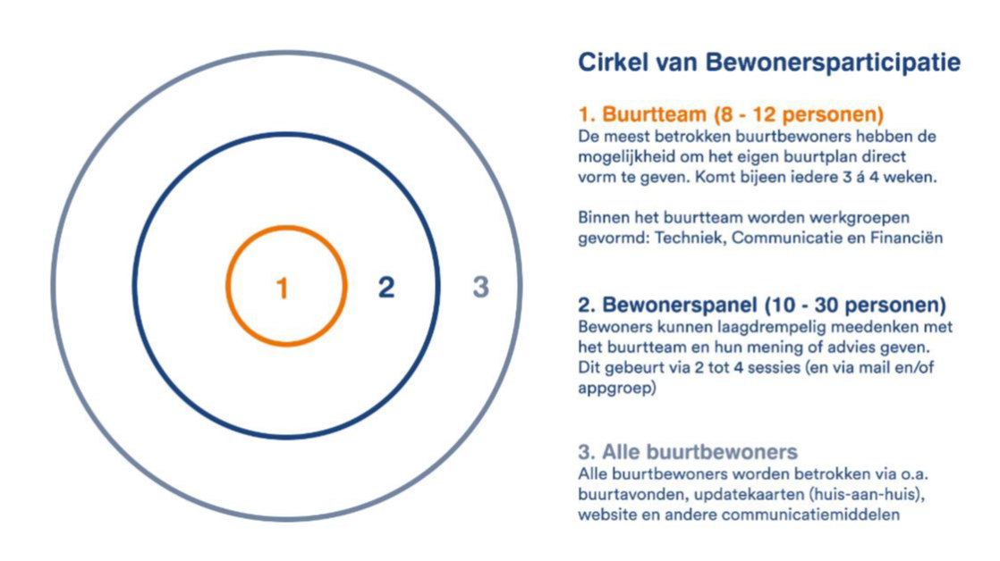 Cirkel van Bewonersparticipatie
1. Buurtteam (8 - 12 personen)
De meest betrokken buurtbewoners hebben de
mogelijkheid om het eigen buurtplan direct
vorm te geven. Komt bijeen iedere 3 á 4 weken.
Binnen het buurtteam worden werkgroepen
gevormd: Techniek, Communicatie en Financiën
2. Bewonerspanel (10 - 30 personen)
Bewoners kunnen laagdrempelig meedenken met
het buurtteam en hun mening of advies geven.
Dit gebeurt via 2 tot 4 sessies (en via mail en/of
appgroep)
3. Alle buurtbewoners
Alle buurtbewoners worden betrokken via o.a.
buurtavonden, updatekaarten (huis-aan-huis),
website en andere communicatiemiddelen
1
2
3